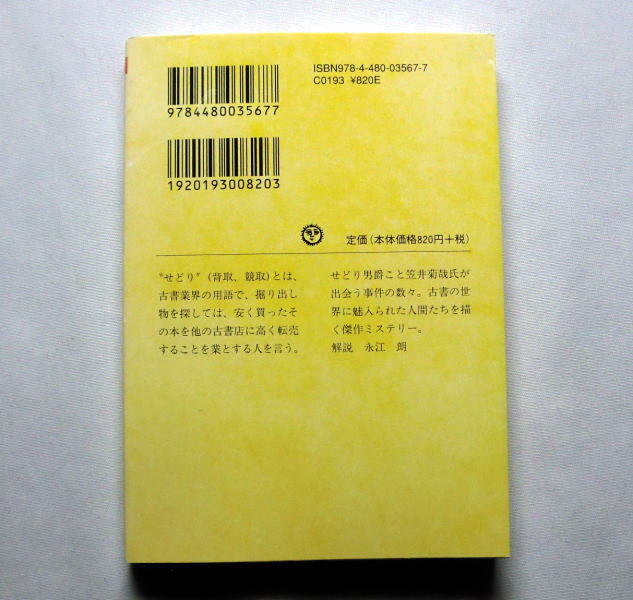 ISBN978-4-480-03567-7
C0193 ¥820E
9784480035677
1920193008203
定価(本体価格820円+税)
〝せどり〟(背取、競取)とは、
古書業界の用語で、掘り出し
物を探しては、安く買ったそ
の本を他の古書店に高く転売
することを業とする人を言う。
せどり男爵こと笠井菊哉氏が
出会う事件の数々。古書の世
界に魅入られた人間たちを描
く傑作ミステリー。
解説 永江 朗